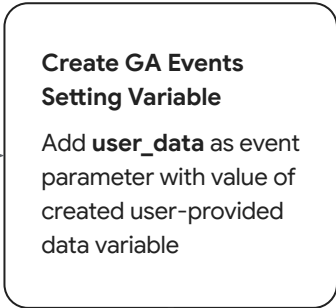 Create GA Events
Setting Variable
Add user_data as event
parameter with value of
created user-provided
data variable